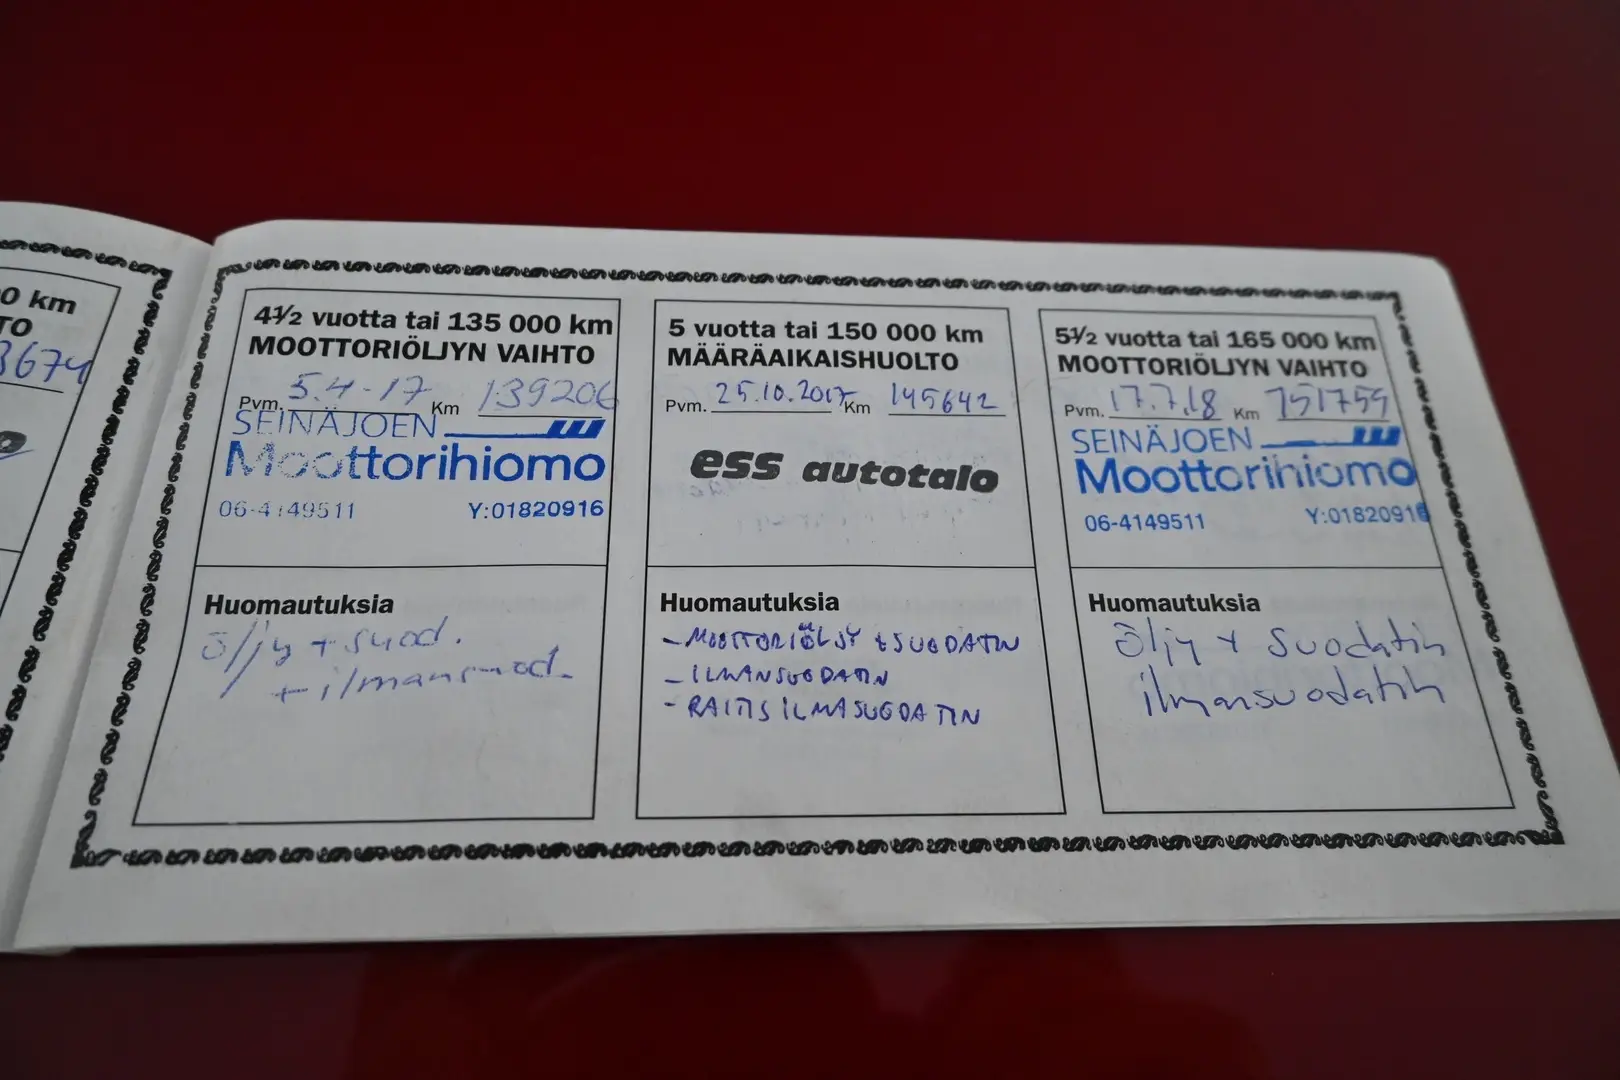 0 km
TO
3674
4½ vuotta tai 135 000 km
MOOTTORIÖLJYN VAIHTO
Pvm. 5.4-17 Km 139206
SEINÄJOEN
Moottorihiomo
06-4149511 Y:01820916
Huomautuksia
öljy + suod.
+ ilmansuod.
5 vuotta tai 150 000 km
MÄÄRÄAIKAISHUOLTO
Pvm. 25.10.2017 Km 145642
ess autotalo
Huomautuksia
- MOOTTORIÖLJY + SUODATIN
- ILMANSUODATIN
- RAITIS ILMASUODATIN
5½ vuotta tai 165 000 km
MOOTTORIÖLJYN VAIHTO
Pvm. 17.7.18 Km 151759
SEINÄJOEN
Moottorihiomo
06-4149511 Y:01820916
Huomautuksia
Öljy + suodatin
ilmansuodatin